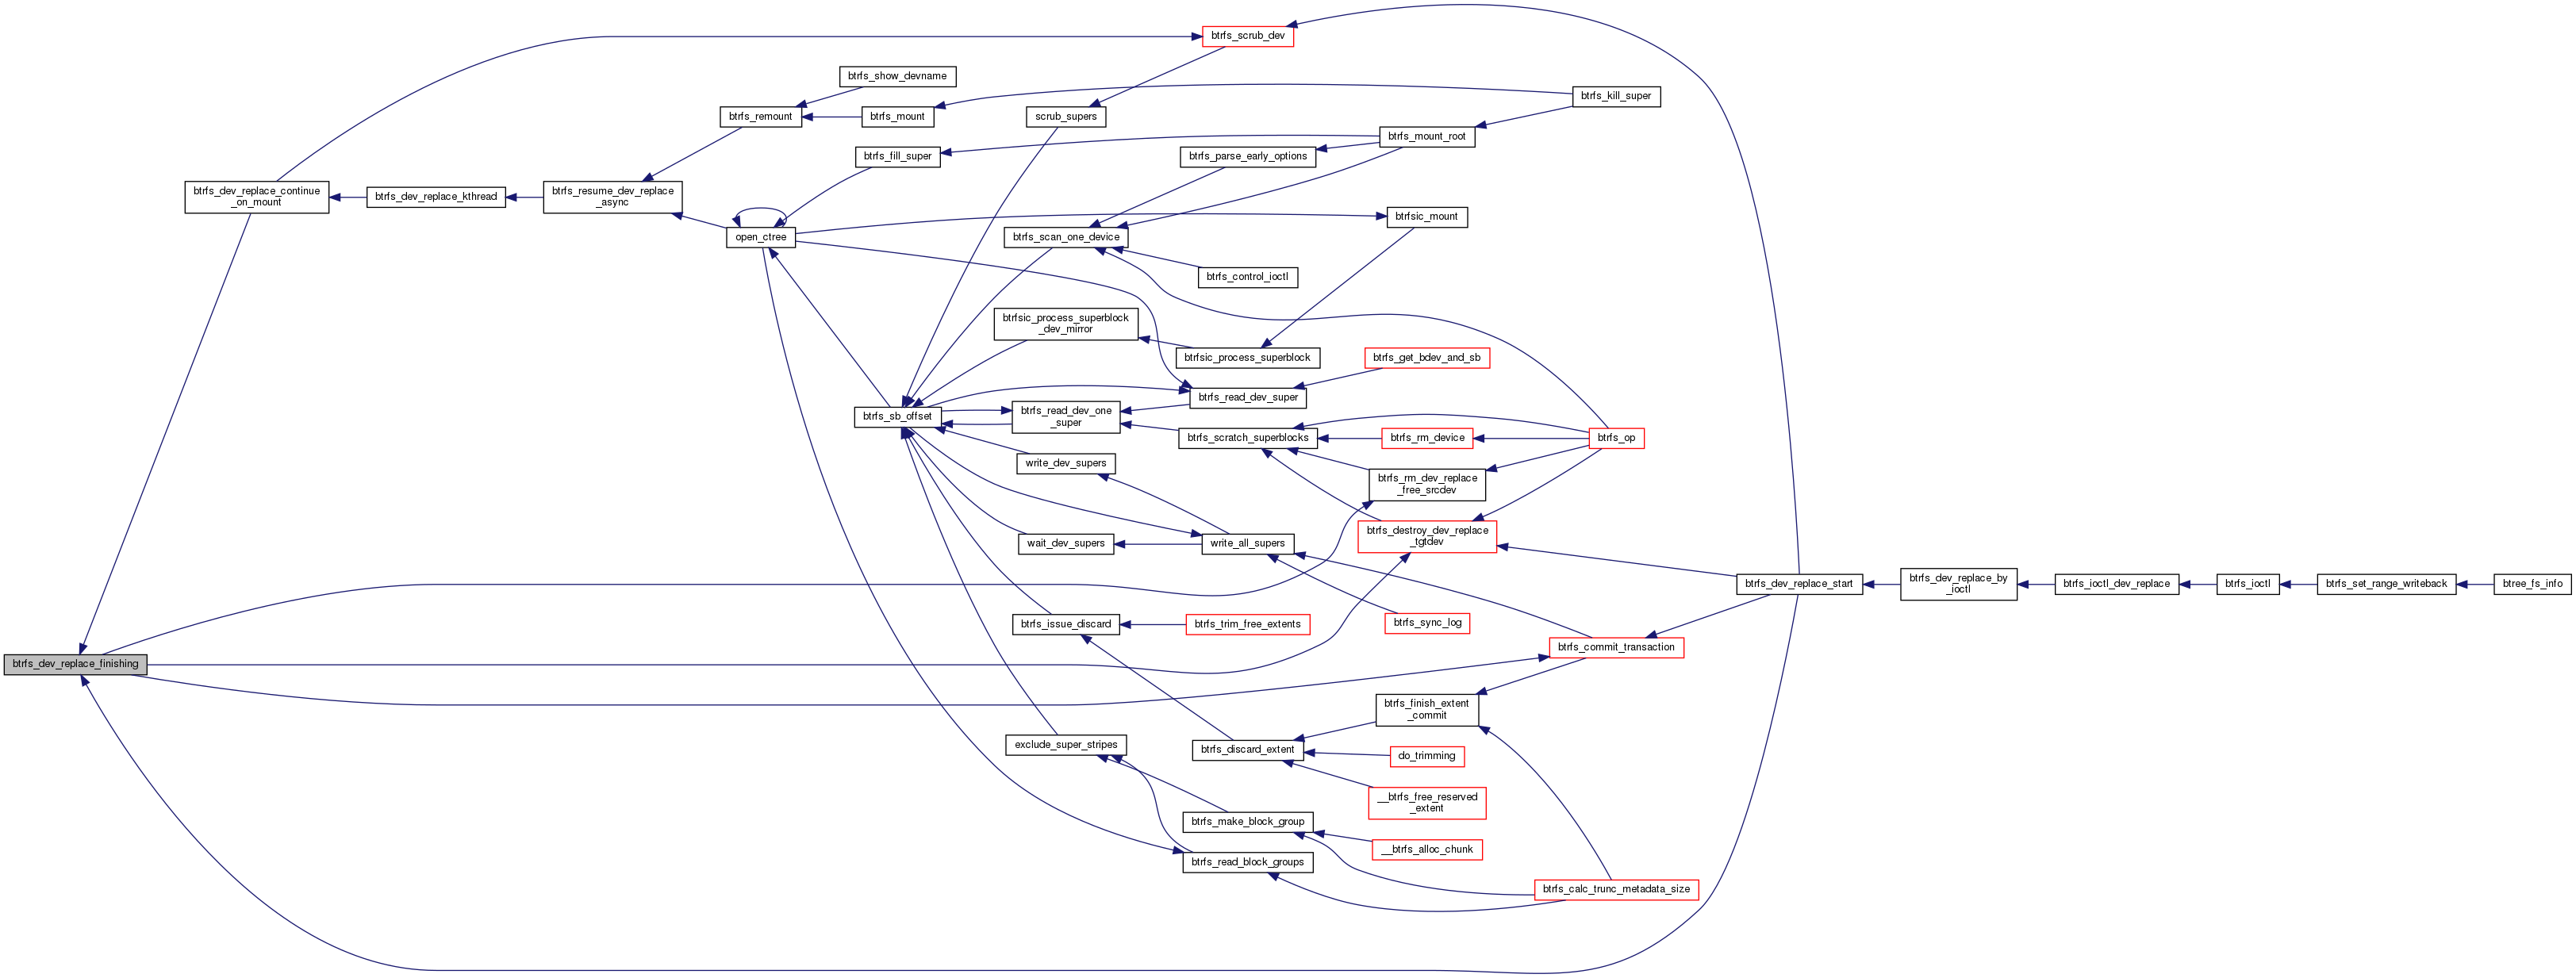 btrfs_scrub_dev
btrfs_show_devname
btrfs_kill_super
btrfs_remount
btrfs_mount
scrub_supers
btrfs_mount_root
btrfs_fill_super
btrfs_parse_early_options
btrfs_dev_replace_continue
_on_mount
btrfs_dev_replace_kthread
btrfs_resume_dev_replace
_async
btrfsic_mount
open_ctree
btrfs_scan_one_device
btrfs_control_ioctl
btrfsic_process_superblock
_dev_mirror
btrfsic_process_superblock
btrfs_get_bdev_and_sb
btrfs_read_dev_super
btrfs_sb_offset
btrfs_read_dev_one
_super
btrfs_scratch_superblocks
btrfs_rm_device
btrfs_op
write_dev_supers
btrfs_rm_dev_replace
_free_srcdev
btrfs_destroy_dev_replace
_tgtdev
wait_dev_supers
write_all_supers
btrfs_dev_replace_start
btrfs_dev_replace_by
_ioctl
btrfs_ioctl_dev_replace
btrfs_ioctl
btrfs_set_range_writeback
btree_fs_info
btrfs_issue_discard
btrfs_trim_free_extents
btrfs_sync_log
btrfs_commit_transaction
btrfs_dev_replace_finishing
btrfs_finish_extent
_commit
exclude_super_stripes
btrfs_discard_extent
do_trimming
__btrfs_free_reserved
_extent
btrfs_make_block_group
__btrfs_alloc_chunk
btrfs_read_block_groups
btrfs_calc_trunc_metadata_size